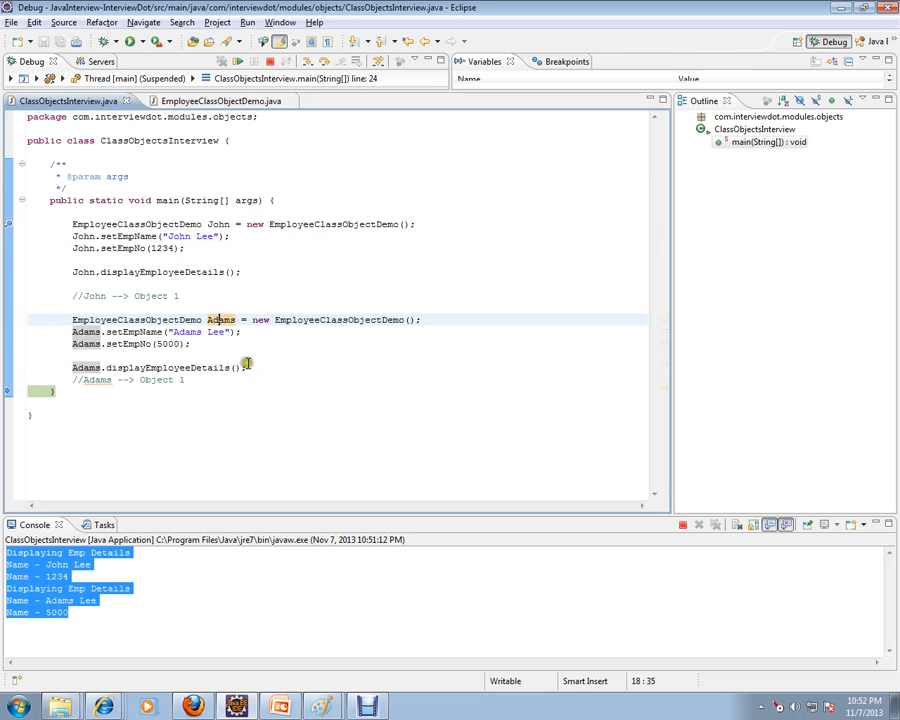 Debug - JavaInterview-InterviewDot/src/main/java/com/interviewdot/modules/objects/ClassObjectsInterview.java - Eclipse
File Edit Source Refactor Navigate Search Project Run Window Help
Debug Java E
Debug Servers
Thread [main] (Suspended) ClassObjectsInterview.main(String[]) line: 24
Variables Breakpoints
Name Value
ClassObjectsInterview.java EmployeeClassObjectDemo.java
Outline
com.interviewdot.modules.objects
ClassObjectsInterview
main(String[]) : void
package com.interviewdot.modules.objects;
public class ClassObjectsInterview {
/**
* @param args
*/
public static void main(String[] args) {
EmployeeClassObjectDemo John = new EmployeeClassObjectDemo();
John.setEmpName("John Lee");
John.setEmpNo(1234);
John.displayEmployeeDetails();
//John --> Object 1
EmployeeClassObjectDemo Adams = new EmployeeClassObjectDemo();
Adams.setEmpName("Adams Lee");
Adams.setEmpNo(5000);
Adams.displayEmployeeDetails();
//Adams --> Object 1
}
}
Console Tasks
ClassObjectsInterview [Java Application] C:\Program Files\Java\jre7\bin\javaw.exe (Nov 7, 2013 10:51:12 PM)
Displaying Emp Details
Name - John Lee
Name - 1234
Displaying Emp Details
Name - Adams Lee
Name - 5000
Writable Smart Insert 18 : 35
10:52 PM
11/7/2013